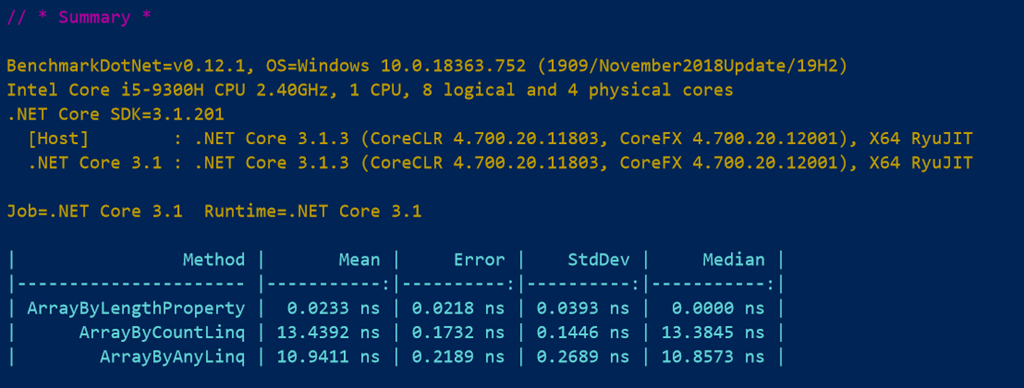 // * Summary *
BenchmarkDotNet=v0.12.1, OS=Windows 10.0.18363.752 (1909/November2018Update/19H2)
Intel Core i5-9300H CPU 2.40GHz, 1 CPU, 8 logical and 4 physical cores
.NET Core SDK=3.1.201
  [Host]        : .NET Core 3.1.3 (CoreCLR 4.700.20.11803, CoreFX 4.700.20.12001), X64 RyuJIT
  .NET Core 3.1 : .NET Core 3.1.3 (CoreCLR 4.700.20.11803, CoreFX 4.700.20.12001), X64 RyuJIT
Job=.NET Core 3.1  Runtime=.NET Core 3.1
|                Method |       Mean |     Error |    StdDev |     Median |
|---------------------- |-----------:|----------:|----------:|-----------:|
| ArrayByLengthProperty |  0.0233 ns | 0.0218 ns | 0.0393 ns |  0.0000 ns |
|      ArrayByCountLinq | 13.4392 ns | 0.1732 ns | 0.1446 ns | 13.3845 ns |
|        ArrayByAnyLinq | 10.9411 ns | 0.2189 ns | 0.2689 ns | 10.8573 ns |